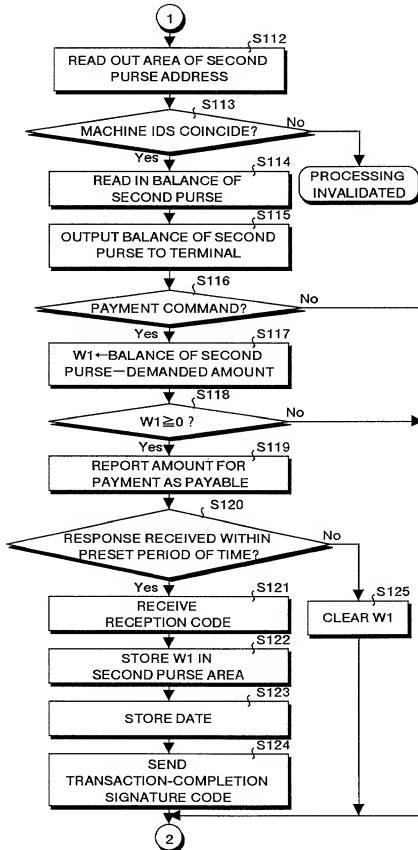 1
S112
READ OUT AREA OF SECOND
PURSE ADDRESS
S113
MACHINE IDS COINCIDE?
No
Yes
PROCESSING
INVALIDATED
S114
READ IN BALANCE OF
SECOND PURSE
S115
OUTPUT BALANCE OF SECOND
PURSE TO TERMINAL
S116
PAYMENT COMMAND?
No
Yes
S117
W1←BALANCE OF SECOND
PURSE—DEMANDED AMOUNT
S118
W1≧0 ?
No
Yes
S119
REPORT AMOUNT FOR
PAYMENT AS PAYABLE
S120
RESPONSE RECEIVED WITHIN
PRESET PERIOD OF TIME?
No
Yes
S121
RECEIVE
RECEPTION CODE
S125
CLEAR W1
S122
STORE W1 IN
SECOND PURSE AREA
S123
STORE DATE
S124
SEND
TRANSACTION-COMPLETION
SIGNATURE CODE
2